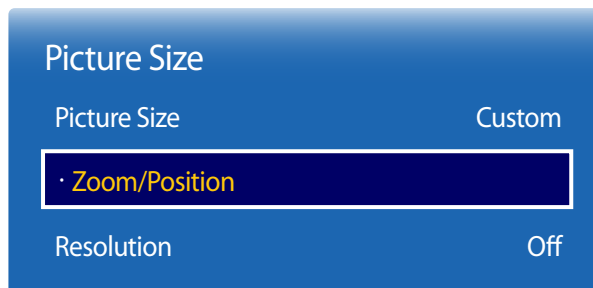 Picture Size
Picture Size Custom
· Zoom/Position
Resolution Off